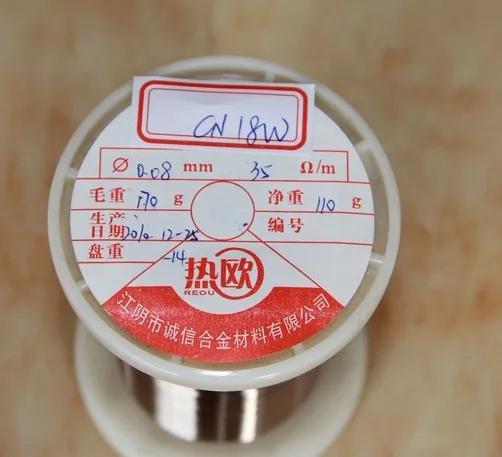 CN18W
Ø 0.08 mm 35 Ω/m
毛重 170 g 净重 110 g
生产日期 2010-12-25 编号
盘重 -14
热欧
REOU
江阴市诚信合金材料有限公司